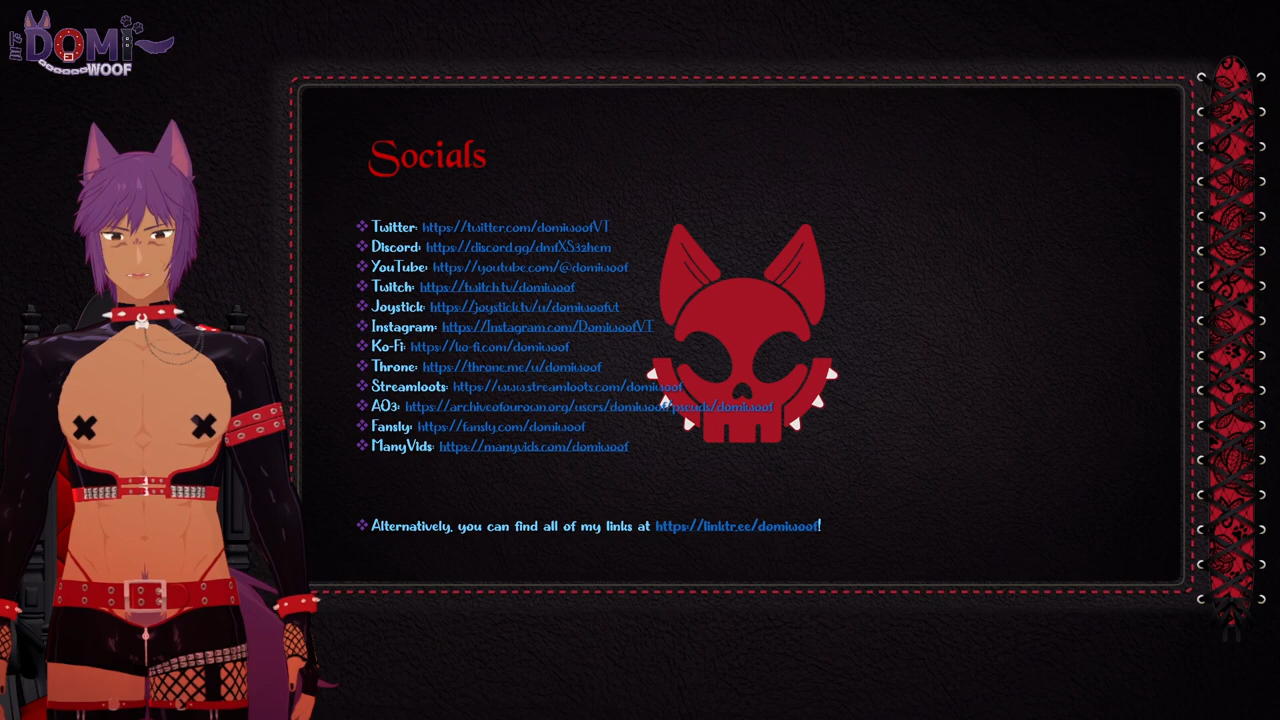 DOMI
WOOF
Socials
Twitter: https://twitter.com/domiwoofVT
Discord: https://discord.gg/dmfXS32hem
YouTube: https://youtube.com/@domiwoof
Twitch: https://twitch.tv/domiwoof
Joystick: https://joystick.tv/u/domiwoofvt
Instagram: https://Instagram.com/DomiwoofVT
Ko-Fi: https://ko-fi.com/domiwoof
Throne: https://throne.me/u/domiwoof
Streamloots: https://www.streamloots.com/domiwoof
AO3: https://archiveofourown.org/users/domiwoof/pseuds/domiwoof
Fansly: https://fansly.com/domiwoof
ManyVids: https://manyvids.com/domiwoof
Alternatively, you can find all of my links at https://linktr.ee/domiwoof!